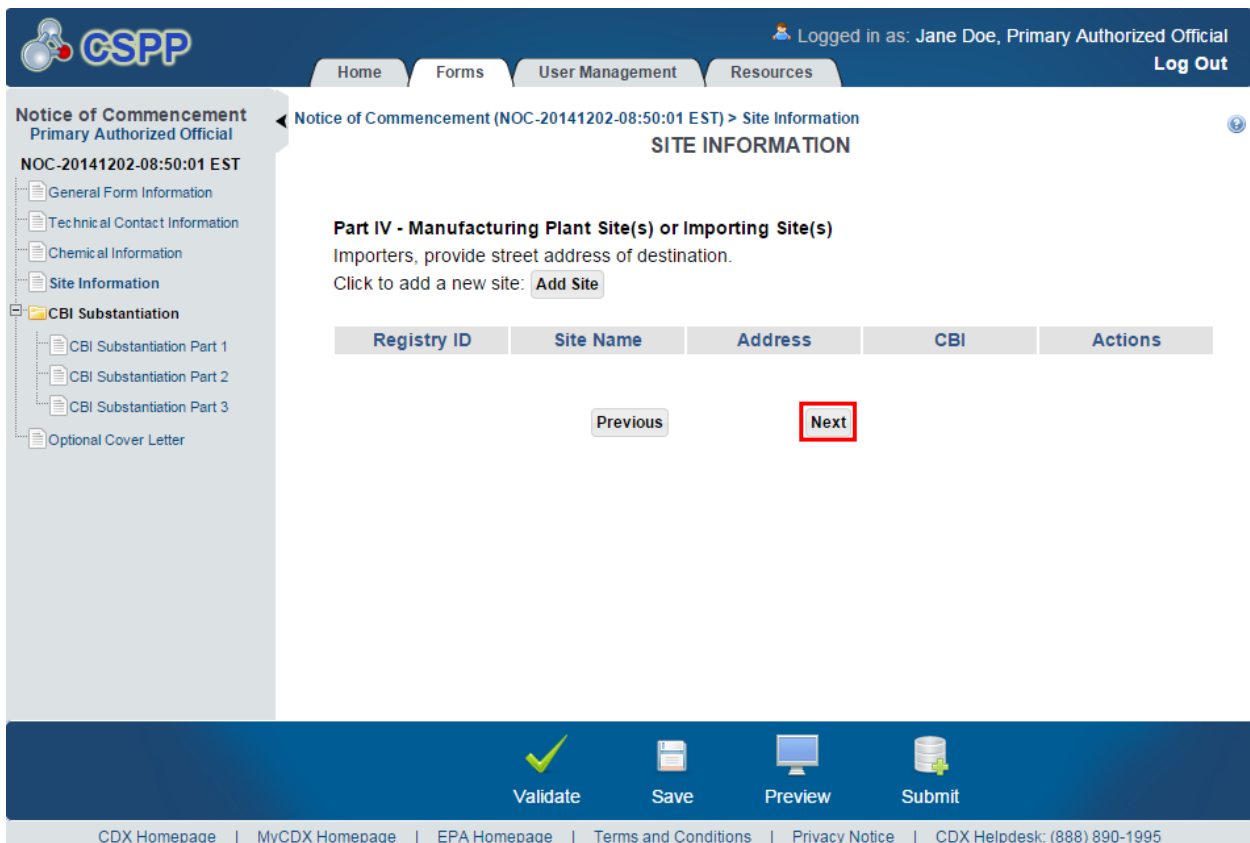 CSPP
Logged in as: Jane Doe, Primary Authorized Official
Log Out
Home Forms User Management Resources
Notice of Commencement
Primary Authorized Official
NOC-20141202-08:50:01 EST
General Form Information
Technical Contact Information
Chemical Information
Site Information
CBI Substantiation
CBI Substantiation Part 1
CBI Substantiation Part 2
CBI Substantiation Part 3
Optional Cover Letter
Notice of Commencement (NOC-20141202-08:50:01 EST) > Site Information
SITE INFORMATION
Part IV - Manufacturing Plant Site(s) or Importing Site(s)
Importers, provide street address of destination.
Click to add a new site: Add Site
Registry ID Site Name Address CBI Actions
Previous Next
Validate Save Preview Submit
CDX Homepage | MyCDX Homepage | EPA Homepage | Terms and Conditions | Privacy Notice | CDX Helpdesk: (888) 890-1995